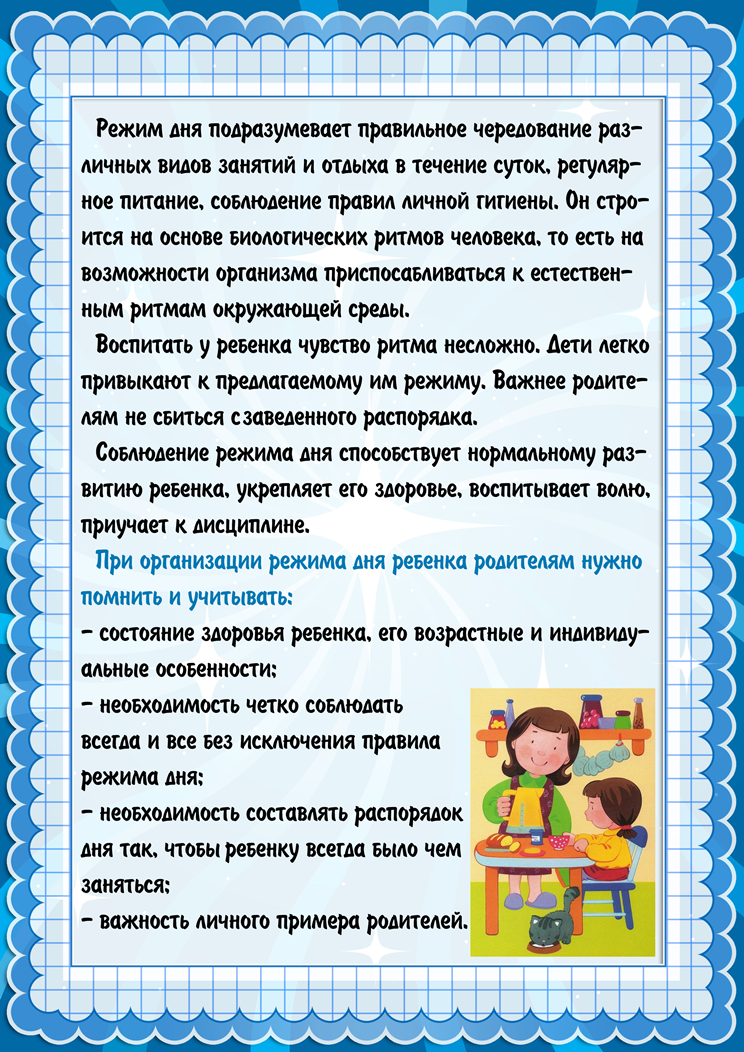 Режим дня подразумевает правильное чередование раз-
личных видов занятий и отдыха в течение суток, регуляр-
ное питание, соблюдение правил личной гигиены. Он стро-
ится на основе биологических ритмов человека, то есть на
возможности организма приспосабливаться к естествен-
ным ритмам окружающей среды.
Воспитать у ребенка чувство ритма несложно. Дети легко
привыкают к предлагаемому им режиму. Важнее родите-
лям не сбиться с заведенного распорядка.
Соблюдение режима дня способствует нормальному раз-
витию ребенка, укрепляет его здоровье, воспитывает волю,
приучает к дисциплине.
При организации режима дня ребенка родителям нужно
помнить и учитывать:
- состояние здоровья ребенка, его возрастные и индивиду-
альные особенности;
- необходимость четко соблюдать
всегда и все без исключения правила
режима дня;
- необходимость составлять распорядок
дня так, чтобы ребенку всегда было чем
заняться;
- важность личного примера родителей.